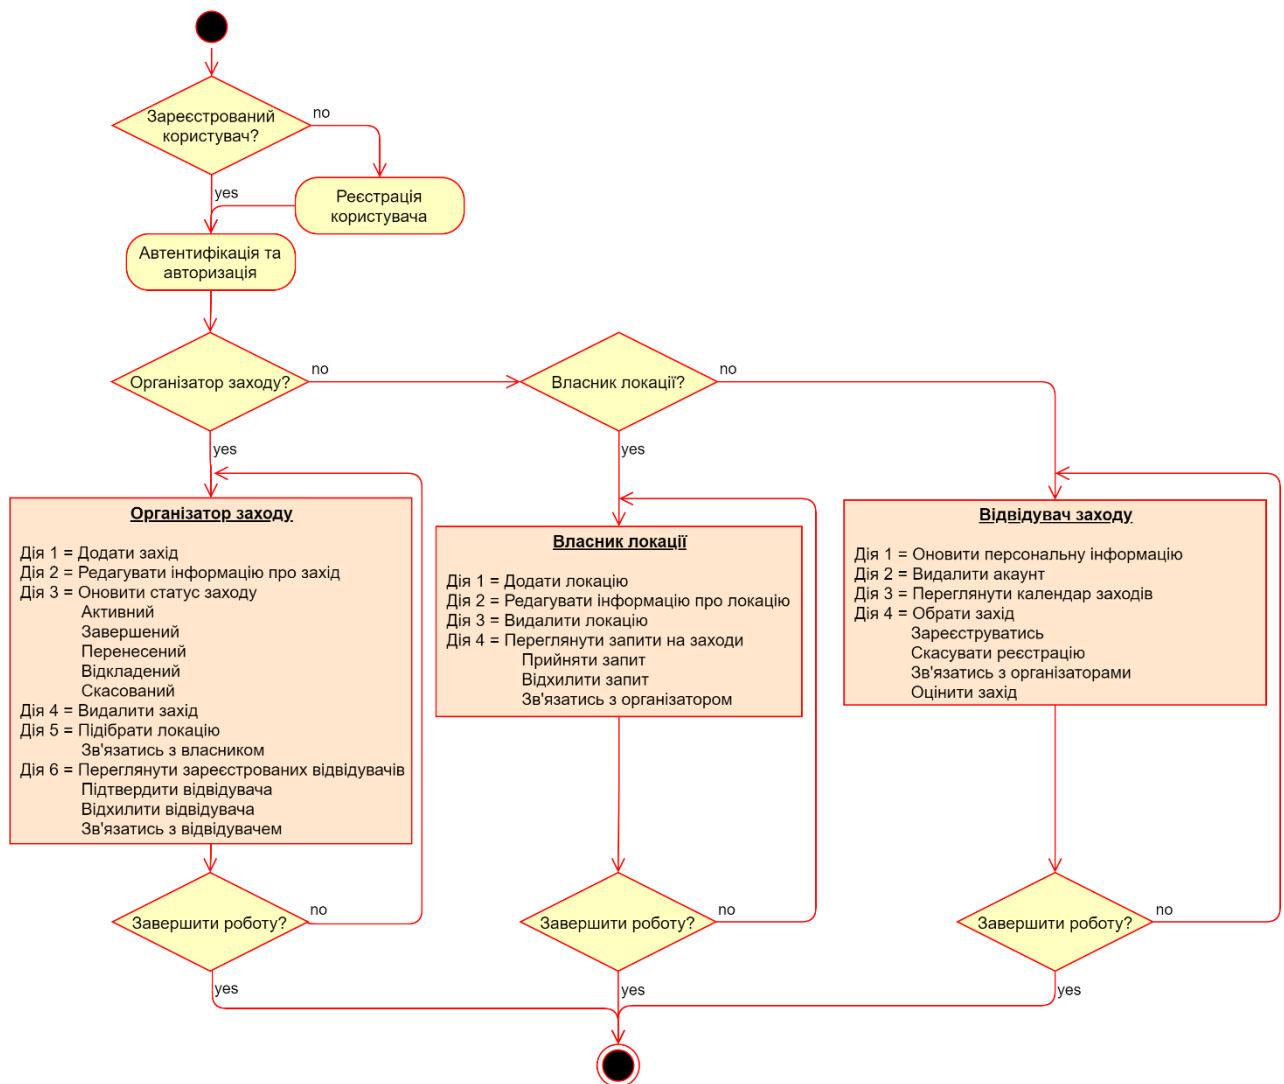 Зареєстрований
користувач?
no
yes
Реєстрація
користувача
Автентифікація та
авторизація
Організатор заходу?
no
Власник локації?
no
yes
yes
Організатор заходу
Дія 1 = Додати захід
Дія 2 = Редагувати інформацію про захід
Дія 3 = Оновити статус заходу
Активний
Завершений
Перенесений
Відкладений
Скасований
Дія 4 = Видалити захід
Дія 5 = Підібрати локацію
Зв'язатись з власником
Дія 6 = Переглянути зареєстрованих відвідувачів
Підтвердити відвідувача
Відхилити відвідувача
Зв'язатись з відвідувачем
Власник локації
Дія 1 = Додати локацію
Дія 2 = Редагувати інформацію про локацію
Дія 3 = Видалити локацію
Дія 4 = Переглянути запити на заходи
Прийняти запит
Відхилити запит
Зв'язатись з організатором
Відвідувач заходу
Дія 1 = Оновити персональну інформацію
Дія 2 = Видалити акаунт
Дія 3 = Переглянути календар заходів
Дія 4 = Обрати захід
Зареєструватись
Скасувати реєстрацію
Зв'язатись з організаторами
Оцінити захід
Завершити роботу?
no
Завершити роботу?
no
Завершити роботу?
no
yes
yes
yes